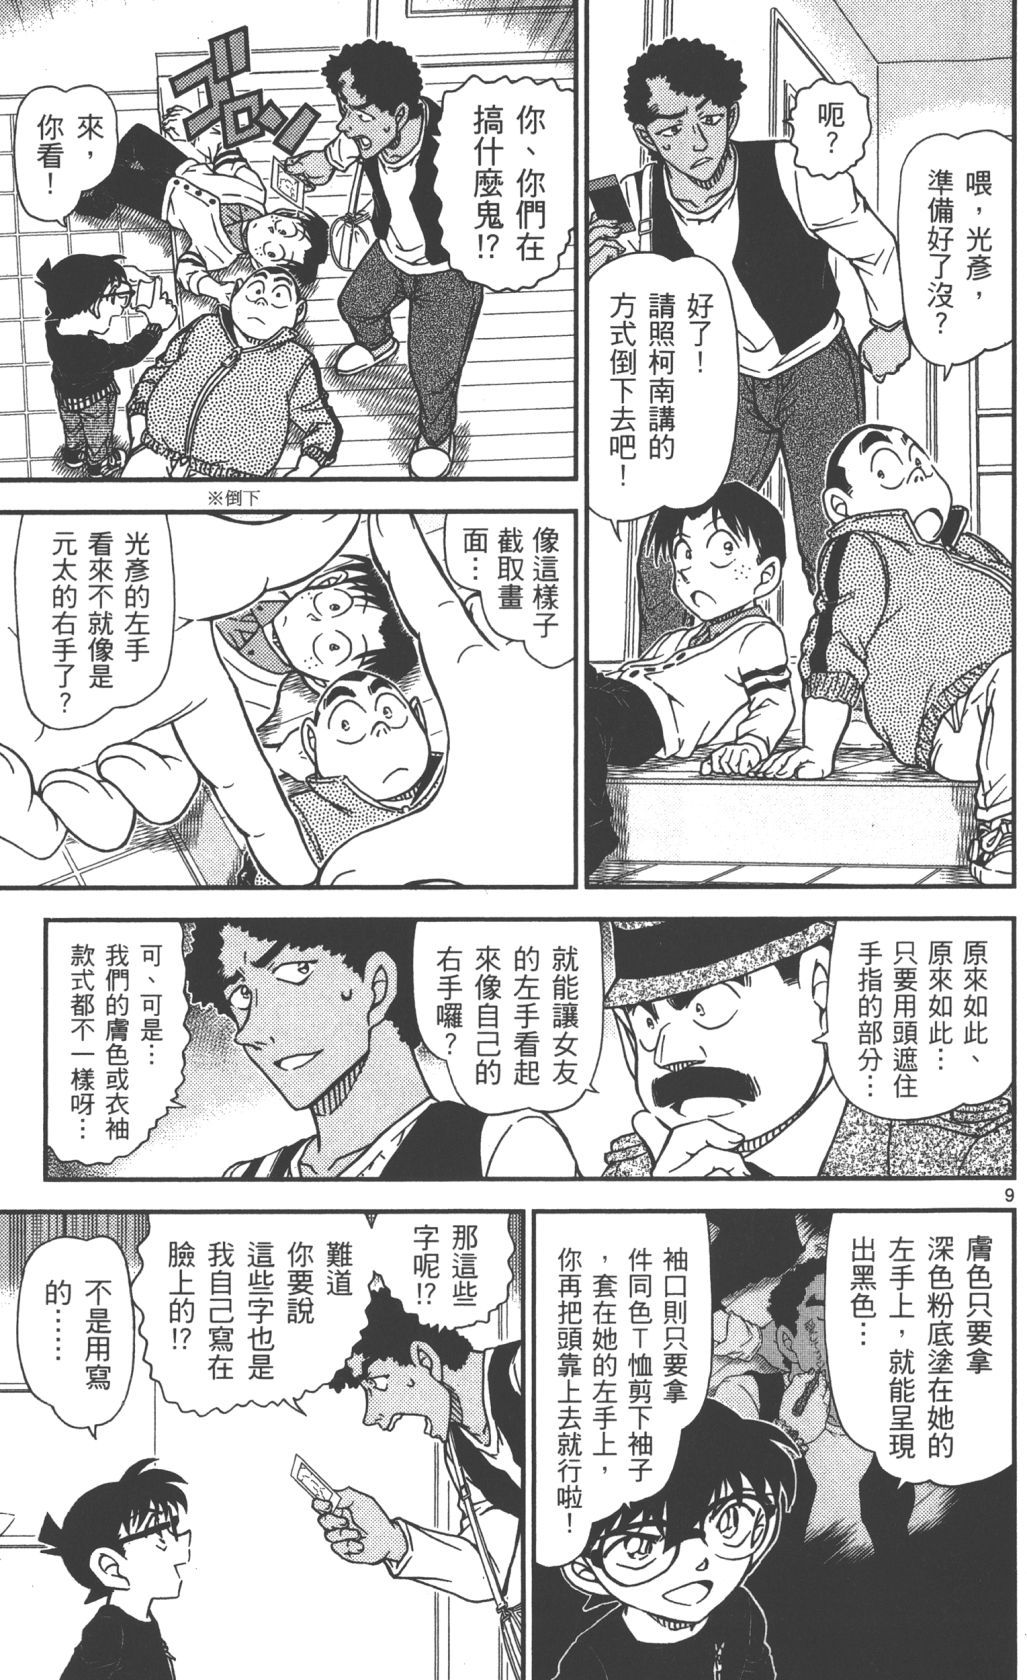 喂，光彥，
準備好了沒？
呃？
好了！
請照柯南講的
方式倒下去吧！
你、你們在
搞什麼鬼!?
ゴロン
來，
你看！
※倒下
像這樣子
截取畫
面…
光彥的左手
看來不就像是
元太的右手了？
原來如此、
原來如此…
只要用頭遮住
手指的部分…
就能讓女友
的左手看起
來像自己的
右手囉？
可、可是…
我們的膚色或衣袖
款式都不一樣呀…
9
膚色只要拿
深色粉底塗在她的
左手上，就能呈現
出黑色…
袖口則只要拿
件同色T恤剪下袖子
，套在她的左手上，
你再把頭靠上去就行啦！
那這些
字呢!?
難道
你要說
這些字也是
我自己寫在
臉上的!?
不是用寫
的……